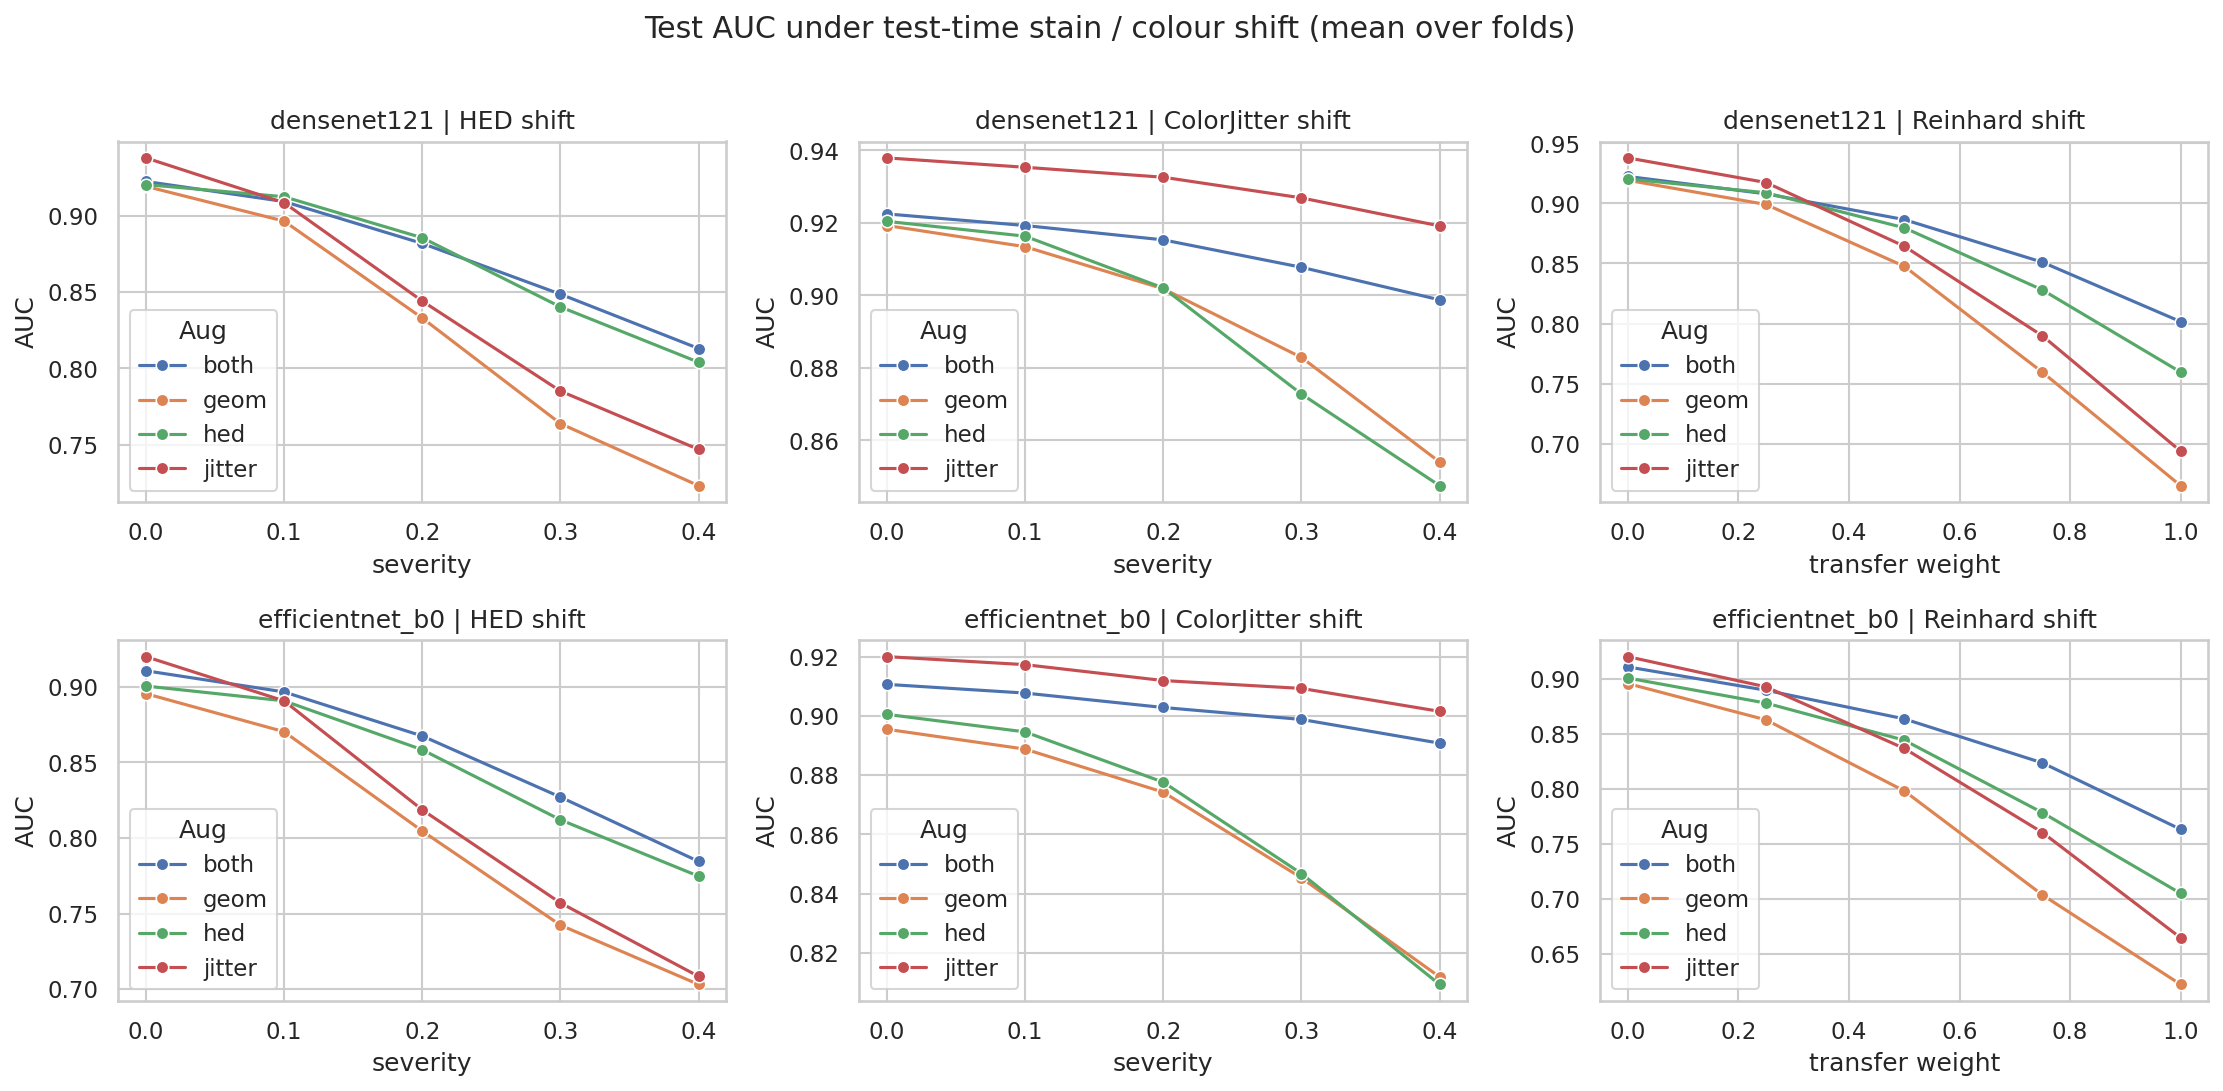 Test AUC under test-time stain / colour shift (mean over folds)
densenet121 | HED shift
AUC
0.90
0.85
0.80
0.75
Aug
both
geom
hed
jitter
0.0 0.1 0.2 0.3 0.4
severity
densenet121 | ColorJitter shift
AUC
0.94
0.92
0.90
0.88
0.86
Aug
both
geom
hed
jitter
0.0 0.1 0.2 0.3 0.4
severity
densenet121 | Reinhard shift
AUC
0.95
0.90
0.85
0.80
0.75
0.70
Aug
both
geom
hed
jitter
0.0 0.2 0.4 0.6 0.8 1.0
transfer weight
efficientnet_b0 | HED shift
AUC
0.90
0.85
0.80
0.75
0.70
Aug
both
geom
hed
jitter
0.0 0.1 0.2 0.3 0.4
severity
efficientnet_b0 | ColorJitter shift
AUC
0.92
0.90
0.88
0.86
0.84
0.82
Aug
both
geom
hed
jitter
0.0 0.1 0.2 0.3 0.4
severity
efficientnet_b0 | Reinhard shift
AUC
0.90
0.85
0.80
0.75
0.70
0.65
Aug
both
geom
hed
jitter
0.0 0.2 0.4 0.6 0.8 1.0
transfer weight